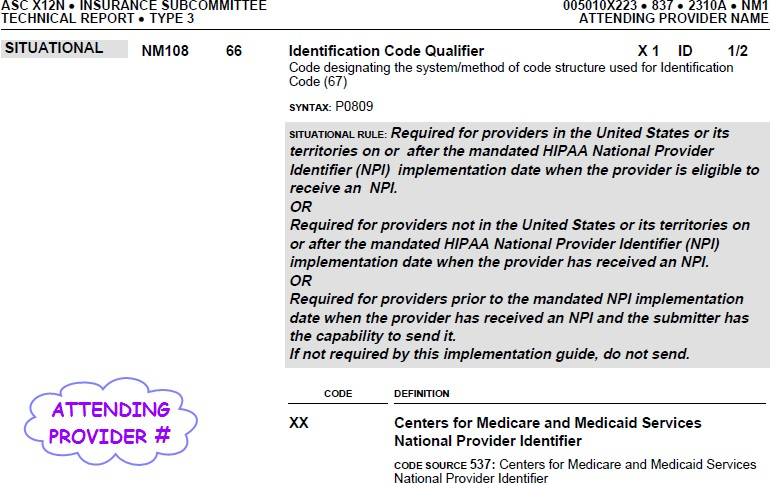 ASC X12N • INSURANCE SUBCOMMITTEE 005010X223 • 837 • 2310A • NM1
TECHNICAL REPORT • TYPE 3 ATTENDING PROVIDER NAME
SITUATIONAL NM108 66 Identification Code Qualifier X 1 ID 1/2
Code designating the system/method of code structure used for Identification
Code (67)
SYNTAX: P0809
SITUATIONAL RULE: Required for providers in the United States or its
territories on or after the mandated HIPAA National Provider
Identifier (NPI) implementation date when the provider is eligible to
receive an NPI.
OR
Required for providers not in the United States or its territories on
or after the mandated HIPAA National Provider Identifier (NPI)
implementation date when the provider has received an NPI.
OR
Required for providers prior to the mandated NPI implementation
date when the provider has received an NPI and the submitter has
the capability to send it.
If not required by this implementation guide, do not send.
CODE DEFINITION
ATTENDING
PROVIDER #
XX Centers for Medicare and Medicaid Services
National Provider Identifier
CODE SOURCE 537: Centers for Medicare and Medicaid Services
National Provider Identifier